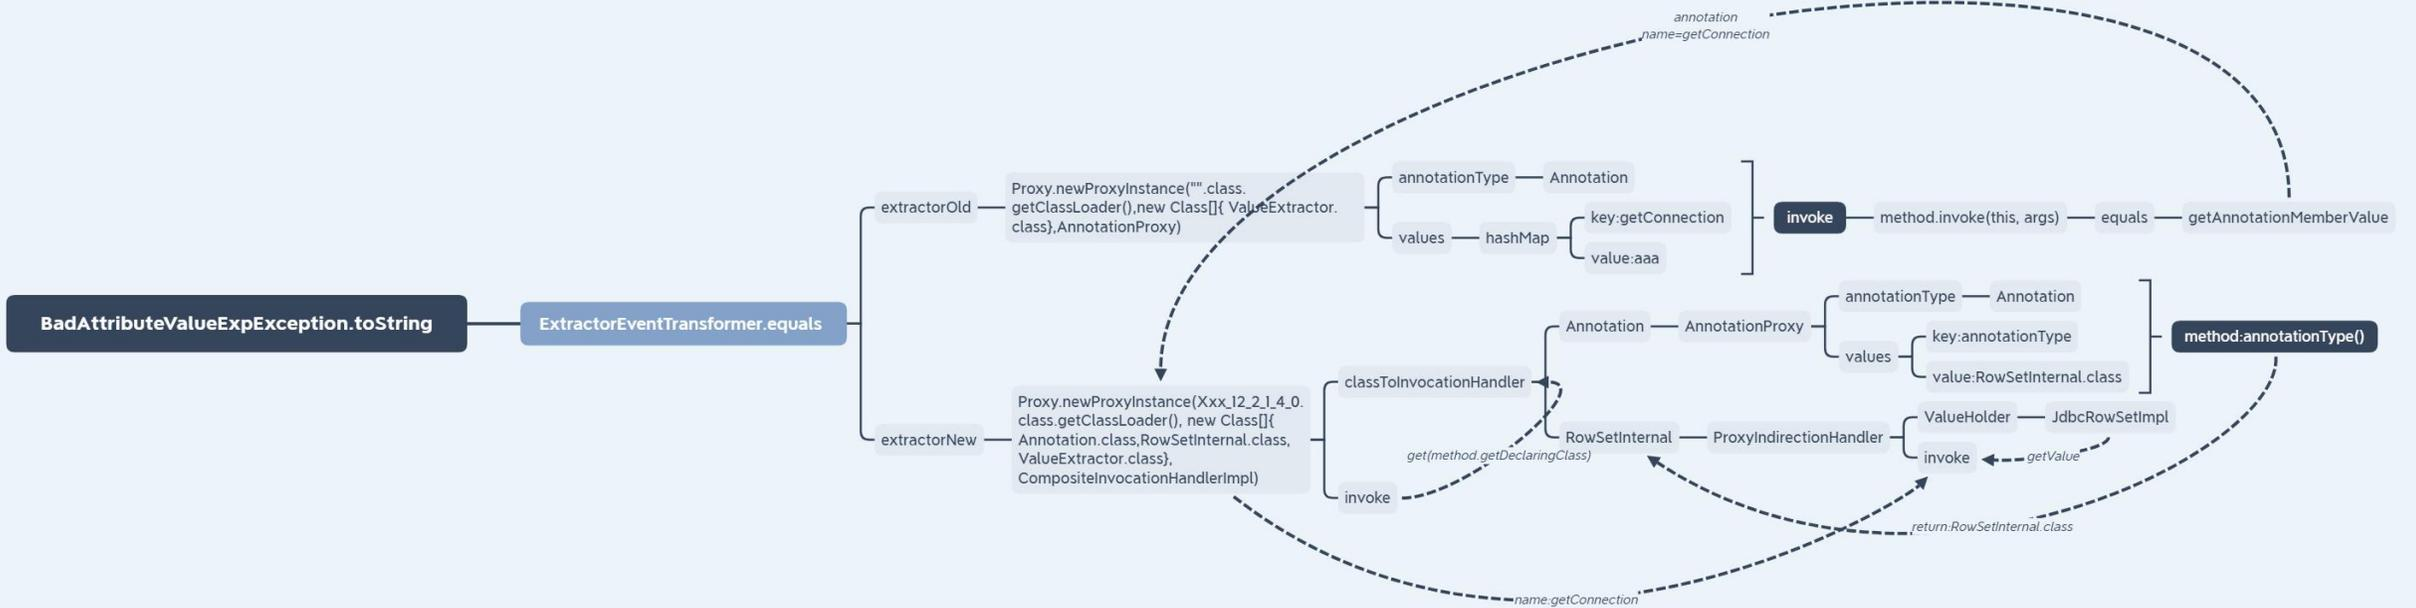 annotation
name=getConnection
BadAttributeValueExpException.toString
ExtractorEventTransformer.equals
extractorOld
Proxy.newProxyInstance("".class.
getClassLoader(),new Class[]{ ValueExtractor.
class},AnnotationProxy)
annotationType
Annotation
values
hashMap
key:getConnection
value:aaa
invoke
method.invoke(this, args)
equals
getAnnotationMemberValue
extractorNew
Proxy.newProxyInstance(Xxx_12_2_1_4_0.
class.getClassLoader(), new Class[]{
Annotation.class,RowSetInternal.class,
ValueExtractor.class},
CompositeInvocationHandlerImpl)
classToInvocationHandler
Annotation
AnnotationProxy
annotationType
Annotation
values
key:annotationType
value:RowSetInternal.class
method:annotationType()
RowSetInternal
ProxyIndirectionHandler
ValueHolder
JdbcRowSetImpl
invoke
getValue
get(method.getDeclaringClass)
invoke
return:RowSetInternal.class
name:getConnection